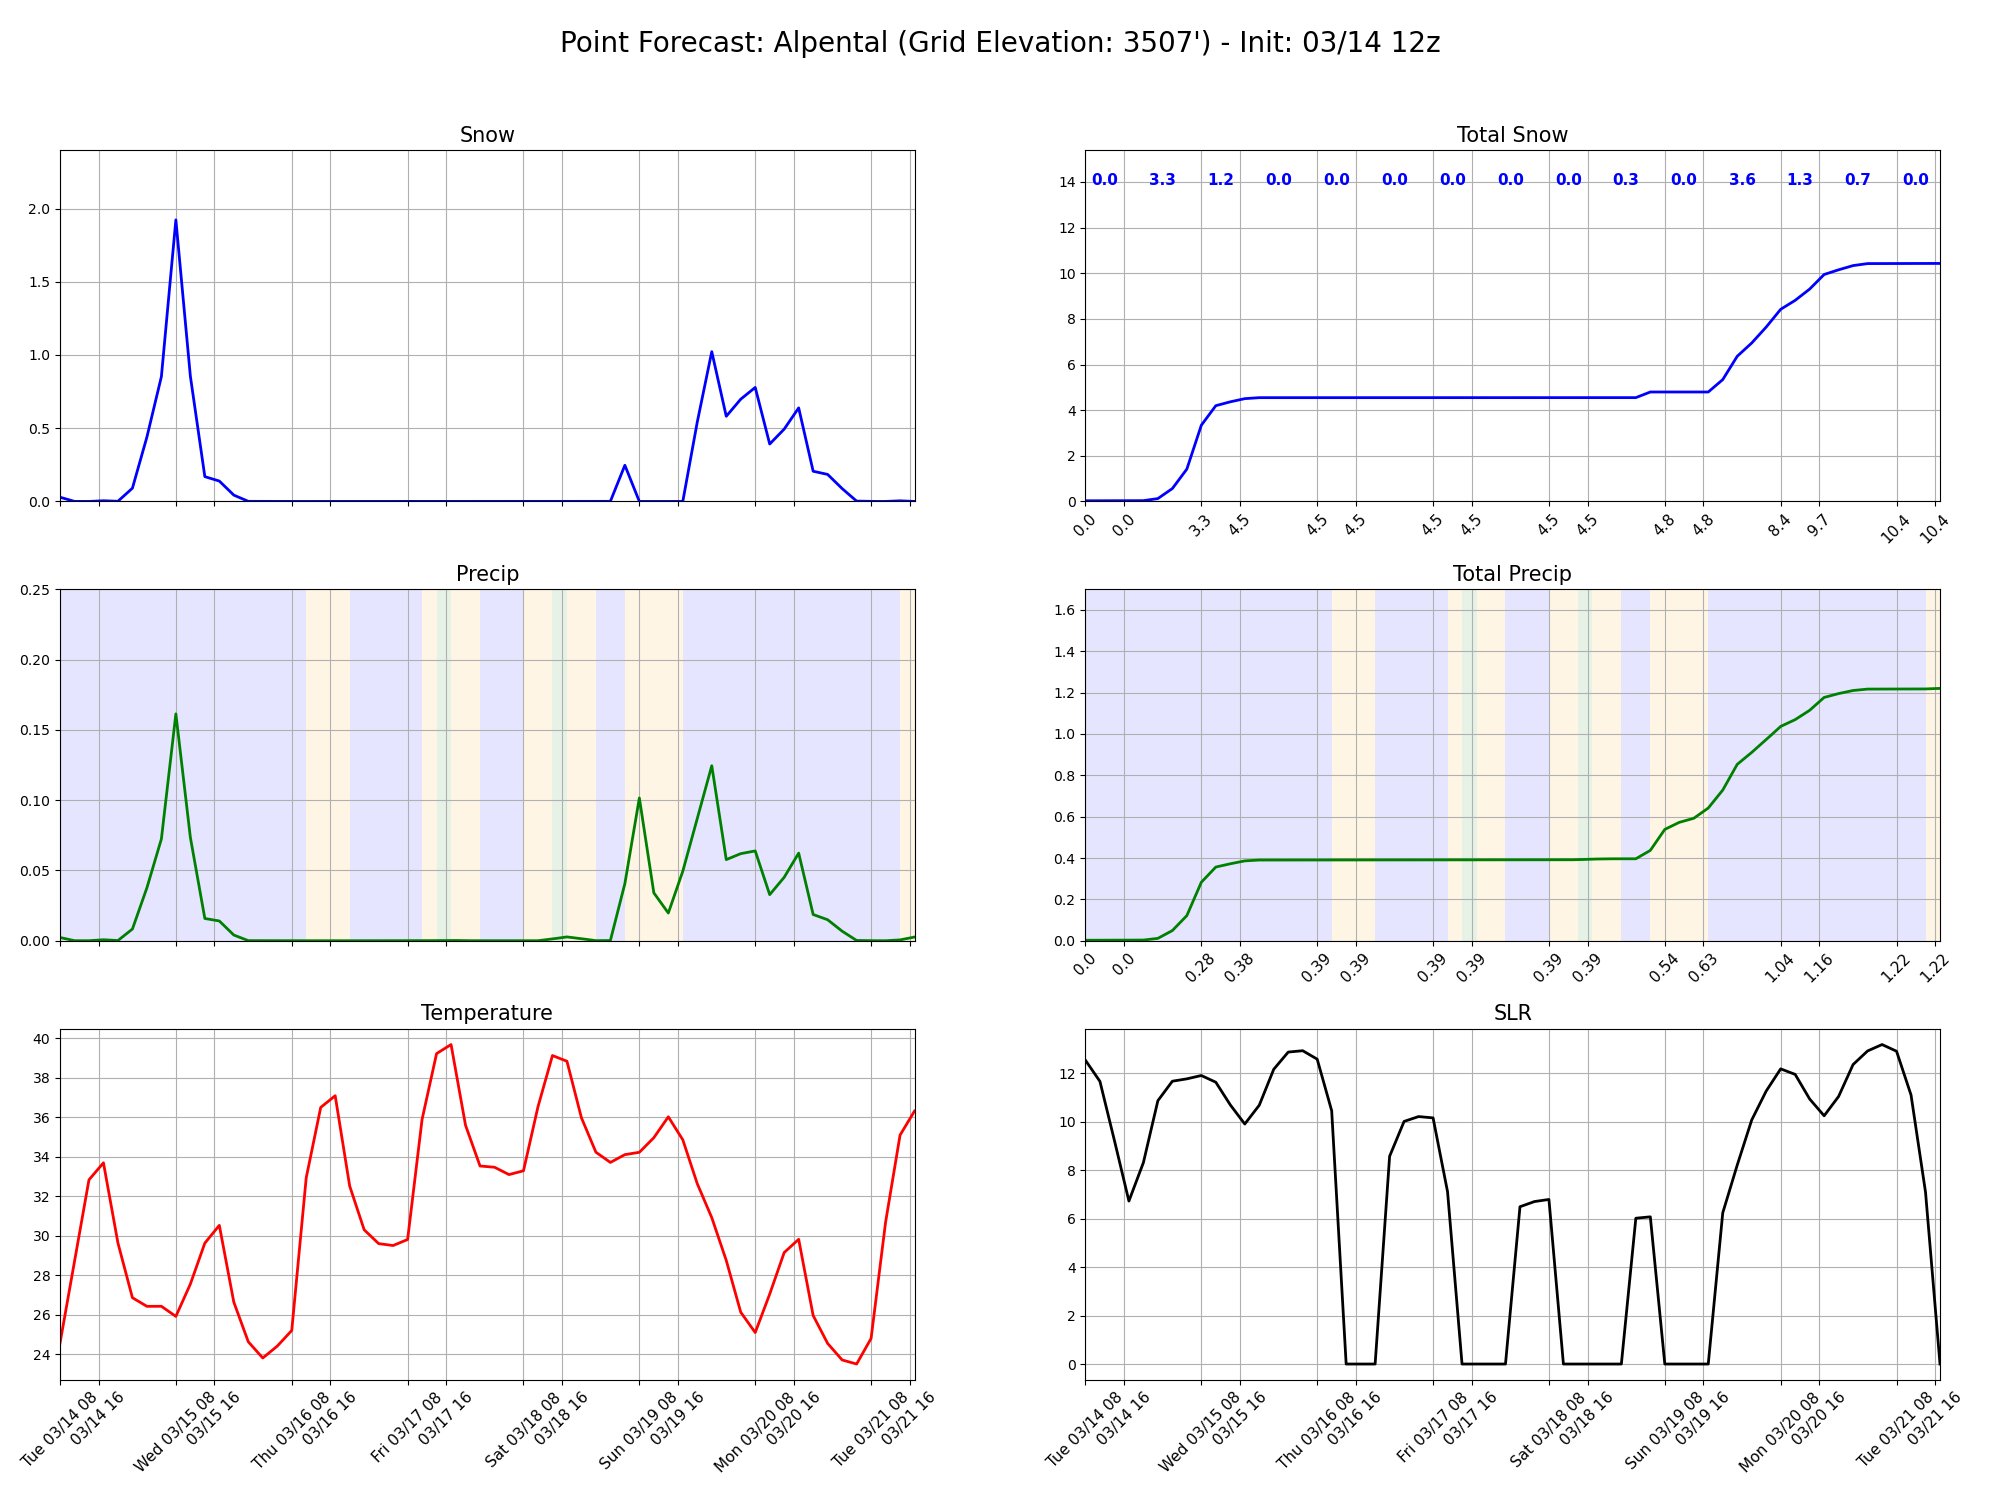 Point Forecast: Alpental (Grid Elevation: 3507') - Init: 03/14 12z
Snow
2.0
1.5
1.0
0.5
0.0
Total Snow
0.0 3.3 1.2 0.0 0.0 0.0 0.0 0.0 0.0 0.3 0.0 3.6 1.3 0.7 0.0
14
12
10
8
6
4
2
0
0.0 0.0 3.3 4.5 4.5 4.5 4.5 4.5 4.5 4.5 4.8 4.8 8.4 9.7 10.4 10.4
Precip
0.25
0.20
0.15
0.10
0.05
0.00
Total Precip
1.6
1.4
1.2
1.0
0.8
0.6
0.4
0.2
0.0
0.0 0.0 0.28 0.38 0.39 0.39 0.39 0.39 0.39 0.39 0.54 0.63 1.04 1.16 1.22 1.22
Temperature
40
38
36
34
32
30
28
26
24
Tue 03/14 08
03/14 16
Wed 03/15 08
03/15 16
Thu 03/16 08
03/16 16
Fri 03/17 08
03/17 16
Sat 03/18 08
03/18 16
Sun 03/19 08
03/19 16
Mon 03/20 08
03/20 16
Tue 03/21 08
03/21 16
SLR
12
10
8
6
4
2
0
Tue 03/14 08
03/14 16
Wed 03/15 08
03/15 16
Thu 03/16 08
03/16 16
Fri 03/17 08
03/17 16
Sat 03/18 08
03/18 16
Sun 03/19 08
03/19 16
Mon 03/20 08
03/20 16
Tue 03/21 08
03/21 16